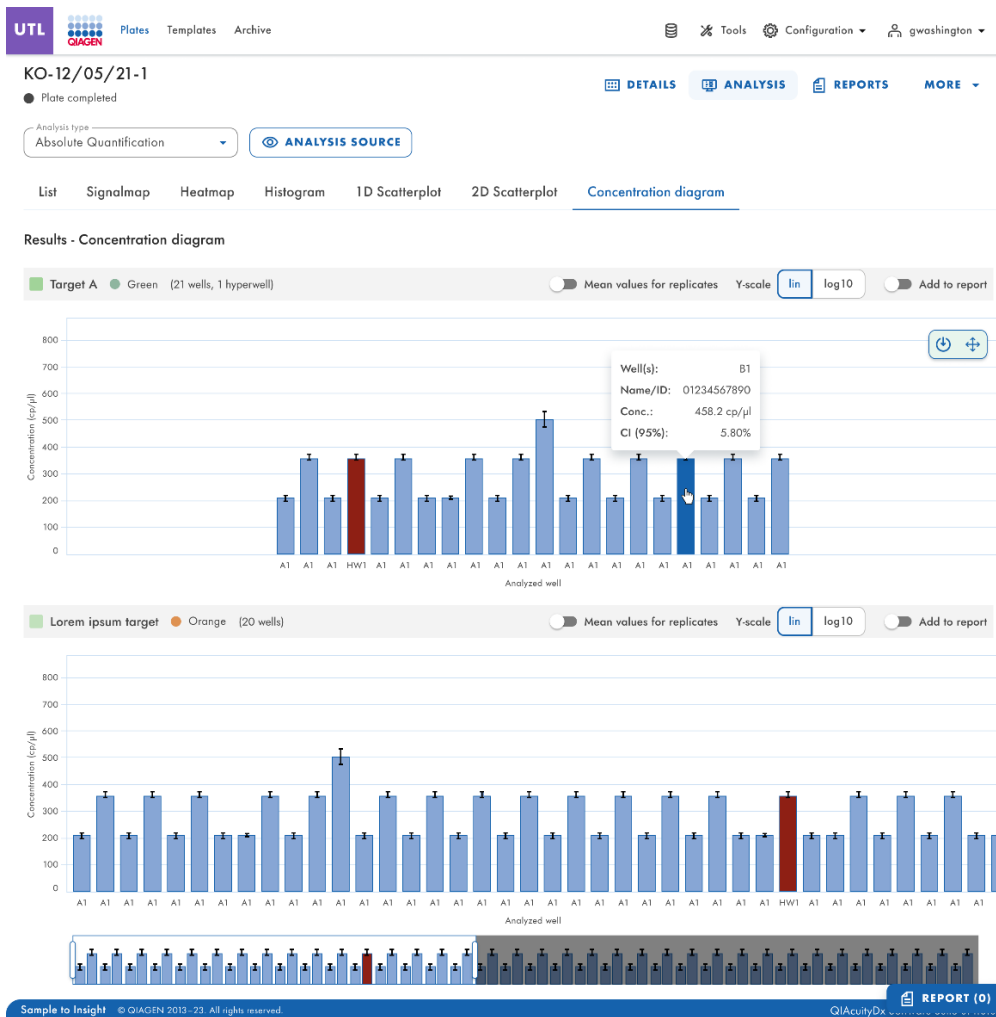 UTL
QIAGEN
Plates Templates Archive Tools Configuration gwashington
KO-12/05/21-1
Plate completed
DETAILS ANALYSIS REPORTS MORE
Analysis type
Absolute Quantification
ANALYSIS SOURCE
List Signalmap Heatmap Histogram 1D Scatterplot 2D Scatterplot Concentration diagram
Results - Concentration diagram
Target A Green (21 wells, 1 hyperwell) Mean values for replicates Y-scale lin log10 Add to report
Concentration (cp/µl)
800
700
600
500
400
300
200
100
0
Well(s): B1
Name/ID: 01234567890
Conc.: 458.2 cp/µl
CI (95%): 5.80%
A1 A1 A1 HW1 A1 A1 A1 A1 A1 A1 A1 A1 A1 A1 A1 A1 A1 A1 A1 A1 A1 A1
Analyzed well
Lorem ipsum target Orange (20 wells) Mean values for replicates Y-scale lin log10 Add to report
Concentration (cp/µl)
800
700
600
500
400
300
200
100
0
A1 A1 A1 A1 A1 A1 A1 A1 A1 A1 A1 A1 A1 A1 A1 A1 A1 A1 A1 A1 A1 A1 A1 A1 A1 A1 A1 A1 A1 A1 HW1 A1 A1 A1 A1 A1 A1 A1 A1
Analyzed well
REPORT (0)
Sample to Insight © QIAGEN 2013–23. All rights reserved. QIAcuityDx